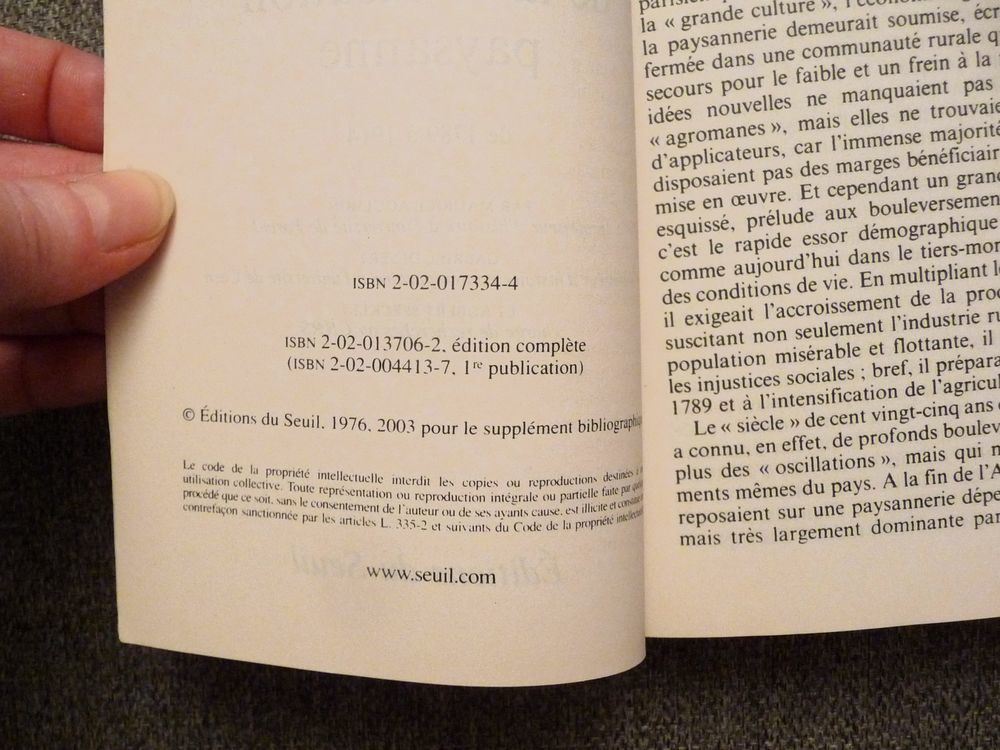 ISBN 2-02-017334-4
ISBN 2-02-013706-2, édition complète
(ISBN 2-02-004413-7, 1re publication)
© Éditions du Seuil, 1976, 2003 pour le supplément bibliographique
Le code de la propriété intellectuelle interdit les copies ou reproductions destinées à
utilisation collective. Toute représentation ou reproduction intégrale ou partielle faite par
procédé que ce soit, sans le consentement de l'auteur ou de ses ayants cause, est illicite et
contrefaçon sanctionnée par les articles L. 335-2 et suivants du Code de la propriété
www.seuil.com
la « grande culture »,
la paysannerie demeurait soumise,
fermée dans une communauté rurale
secours pour le faible et un frein à la
idées nouvelles ne manquaient pas
« agromanes », mais elles ne
d'applicateurs, car l'immense
disposaient pas des marges
mise en œuvre. Et cependant un
esquissé, prélude aux
c'est le rapide essor démographique
comme aujourd'hui dans le
des conditions de vie. En multipliant
il exigeait l'accroissement de la
suscitant non seulement l'industrie
population misérable et flottante, il
les injustices sociales ; bref, il
1789 et à l'intensification de
Le « siècle » de cent vingt-cinq ans
a connu, en effet, de profonds
plus des « oscillations », mais qui
ments mêmes du pays. A la fin de
reposaient sur une paysannerie
mais très largement dominante